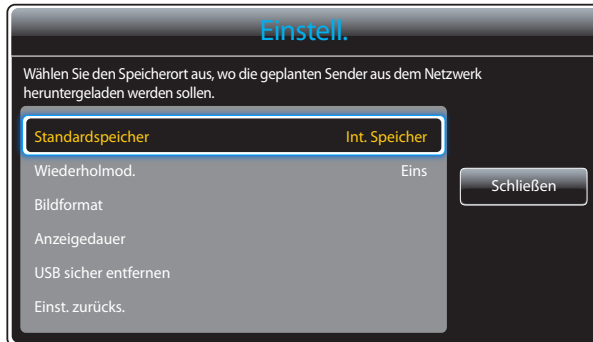 Einstell.
Wählen Sie den Speicherort aus, wo die geplanten Sender aus dem Netzwerk
heruntergeladen werden sollen.
Standardspeicher Int. Speicher
Wiederholmod. Eins
Schließen
Bildformat
Anzeigedauer
USB sicher entfernen
Einst. zurücks.